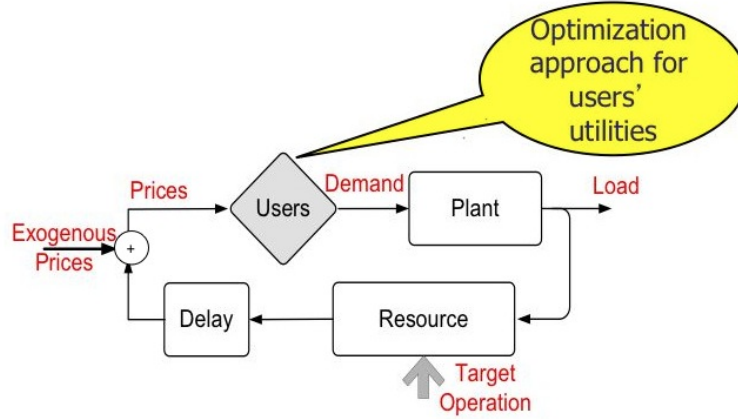 Optimization
approach for
users’
utilities
Prices
Demand
Load
Users
Plant
Exogenous
Prices
+
Delay
Resource
Target
Operation